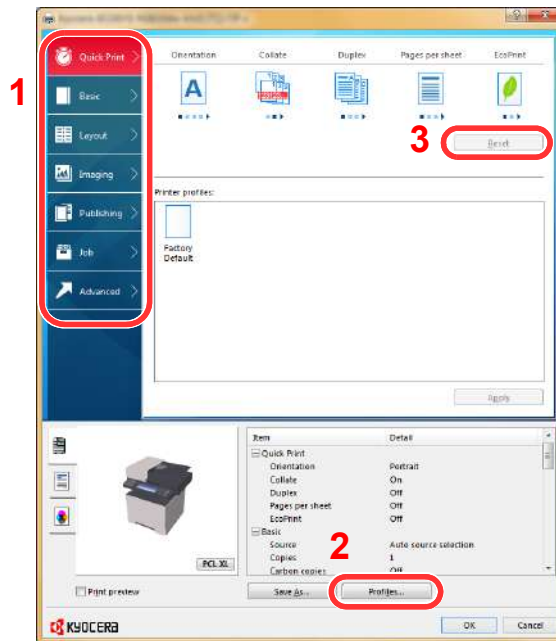 1
Quick Print
Basic
Layout
Imaging
Publishing
Job
Advanced
Orientation Collate Duplex Pages per sheet EcoPrint
A
3
Reset
Printer profiles:
Factory
Default
Apply
Item Detail
Quick Print
Orientation Portrait
Collate On
Duplex Off
Pages per sheet Off
EcoPrint Off
Basic
Source Auto source selection
Copies 1
Carbon copies Off
2
PCL XL
Print preview
Save As... Profiles...
KYOCERA
OK Cancel